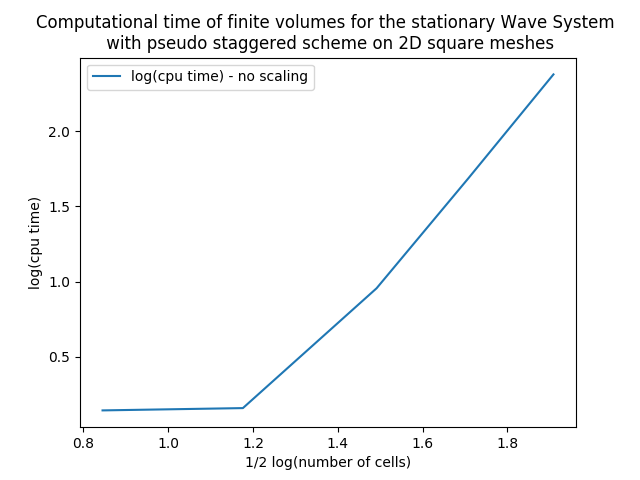 Computational time of finite volumes for the stationary Wave System
with pseudo staggered scheme on 2D square meshes
log(cpu time) - no scaling
2.0
1.5
1.0
0.5
log(cpu time)
0.8 1.0 1.2 1.4 1.6 1.8
1/2 log(number of cells)